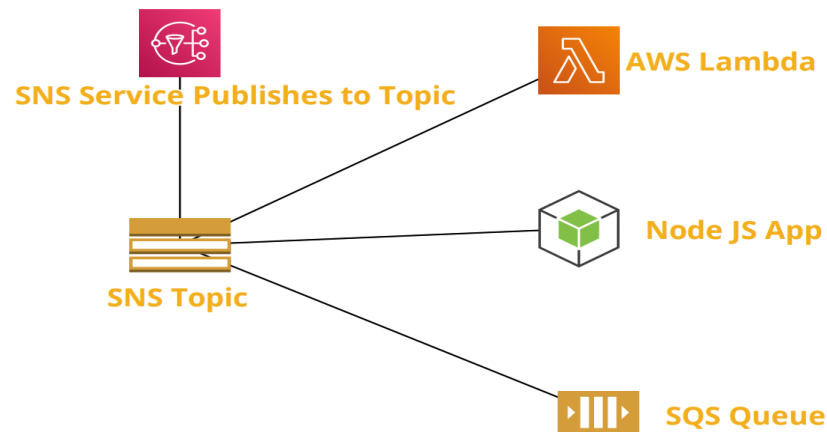 AWS Lambda
SNS Service Publishes to Topic
Node JS App
SNS Topic
SQS Queue